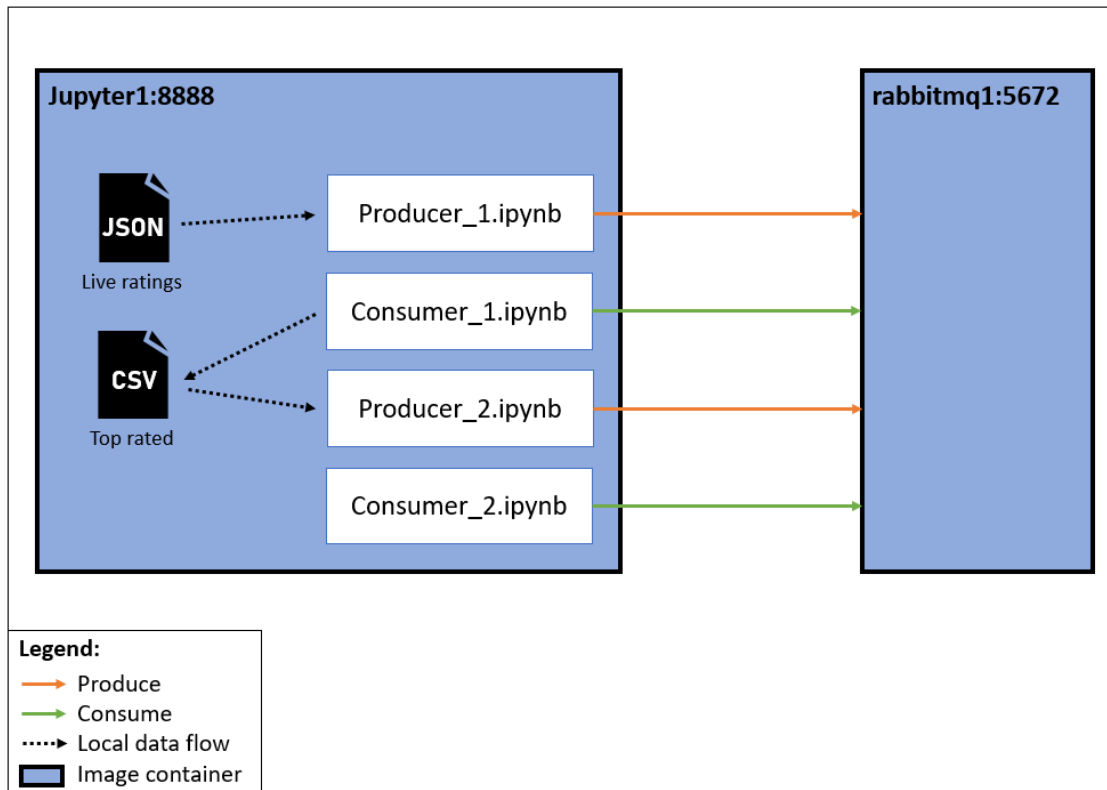 Jupyter1:8888
rabbitmq1:5672
JSON
Live ratings
Producer_1.ipynb
Consumer_1.ipynb
CSV
Top rated
Producer_2.ipynb
Consumer_2.ipynb
Legend:
Produce
Consume
Local data flow
Image container